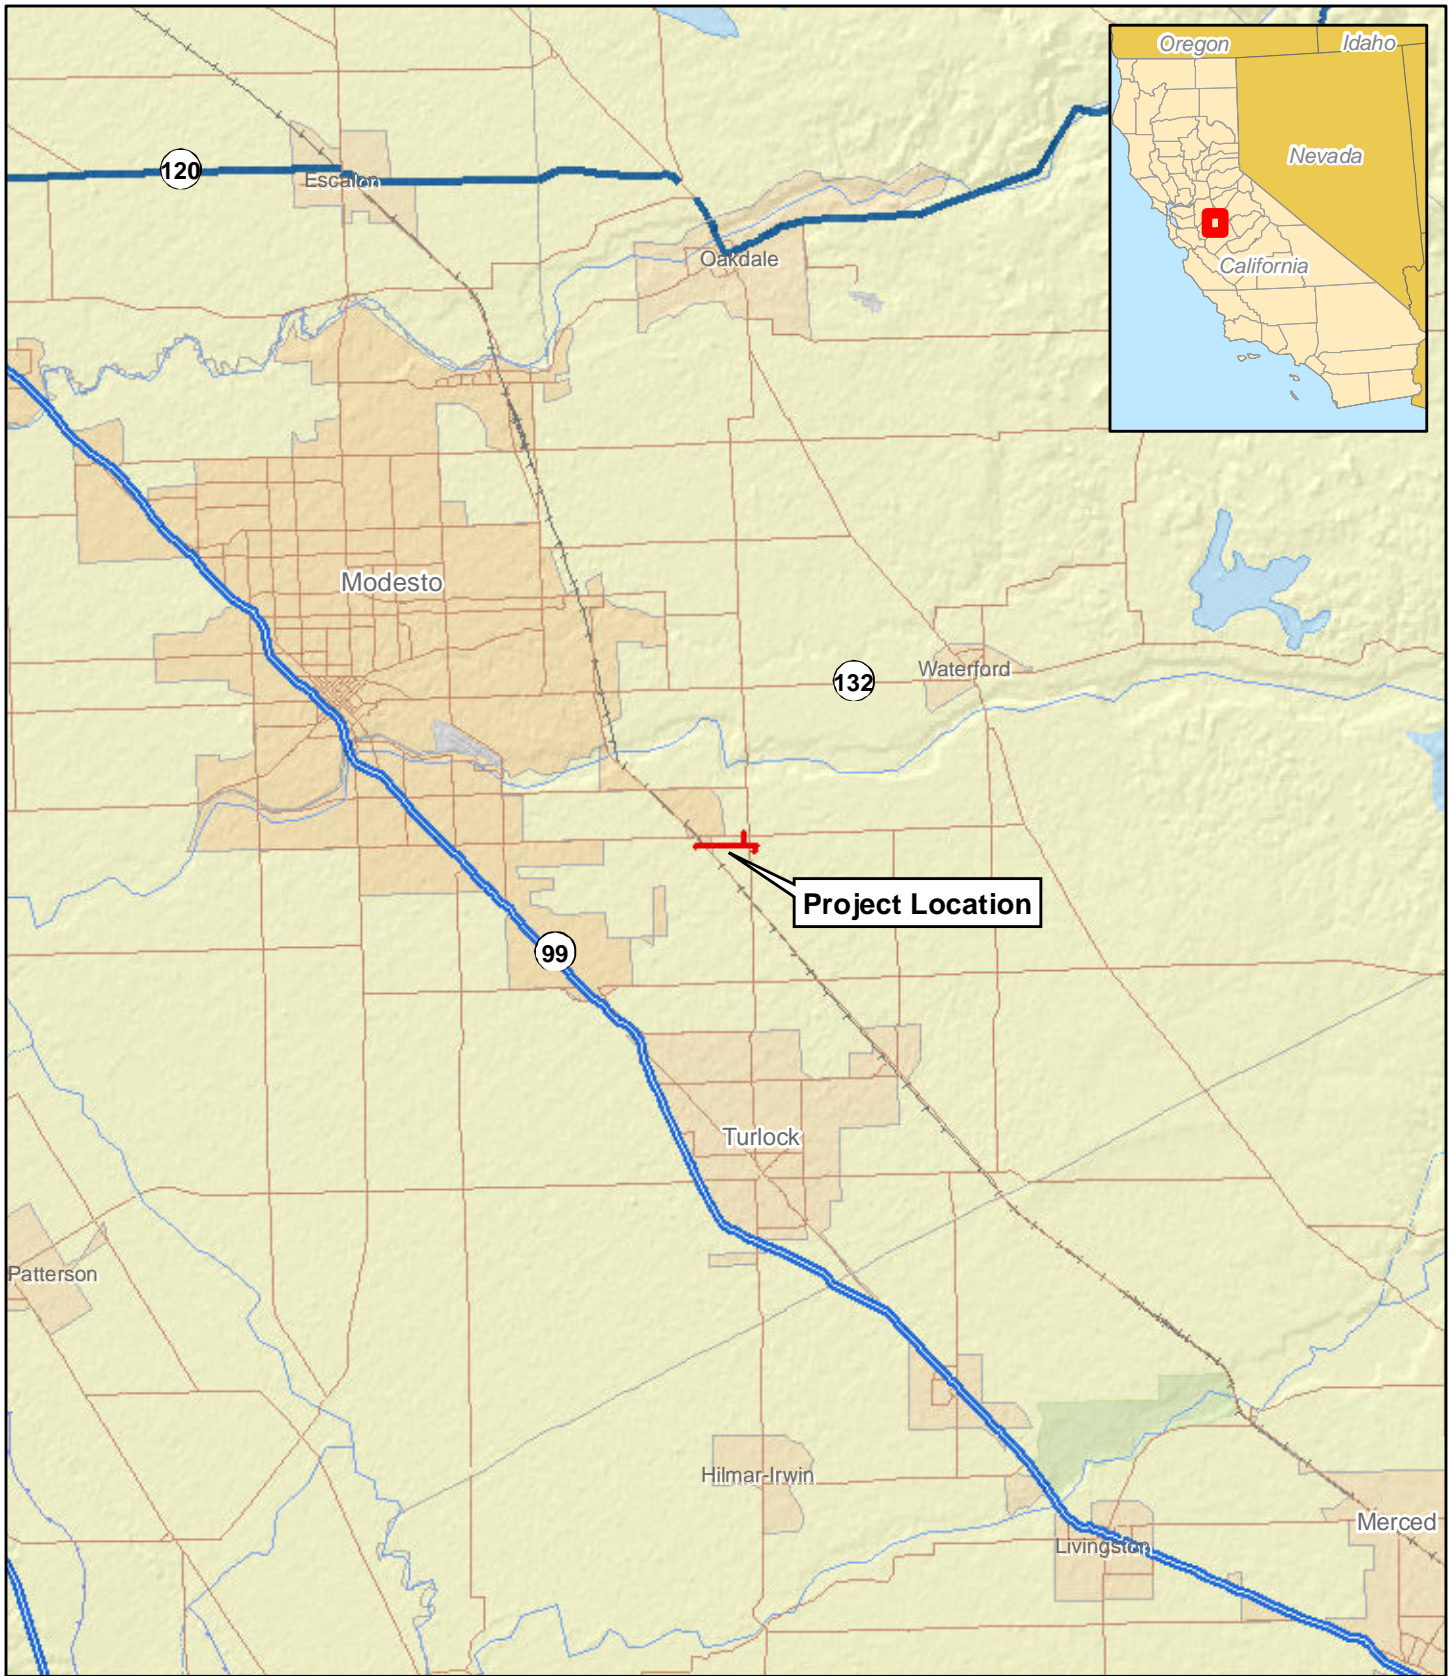 Oregon
Idaho
Nevada
California
120
Escalon
Oakdale
Modesto
132
Waterford
Project Location
99
Turlock
Patterson
Hilmar-Irwin
Merced
Livingston